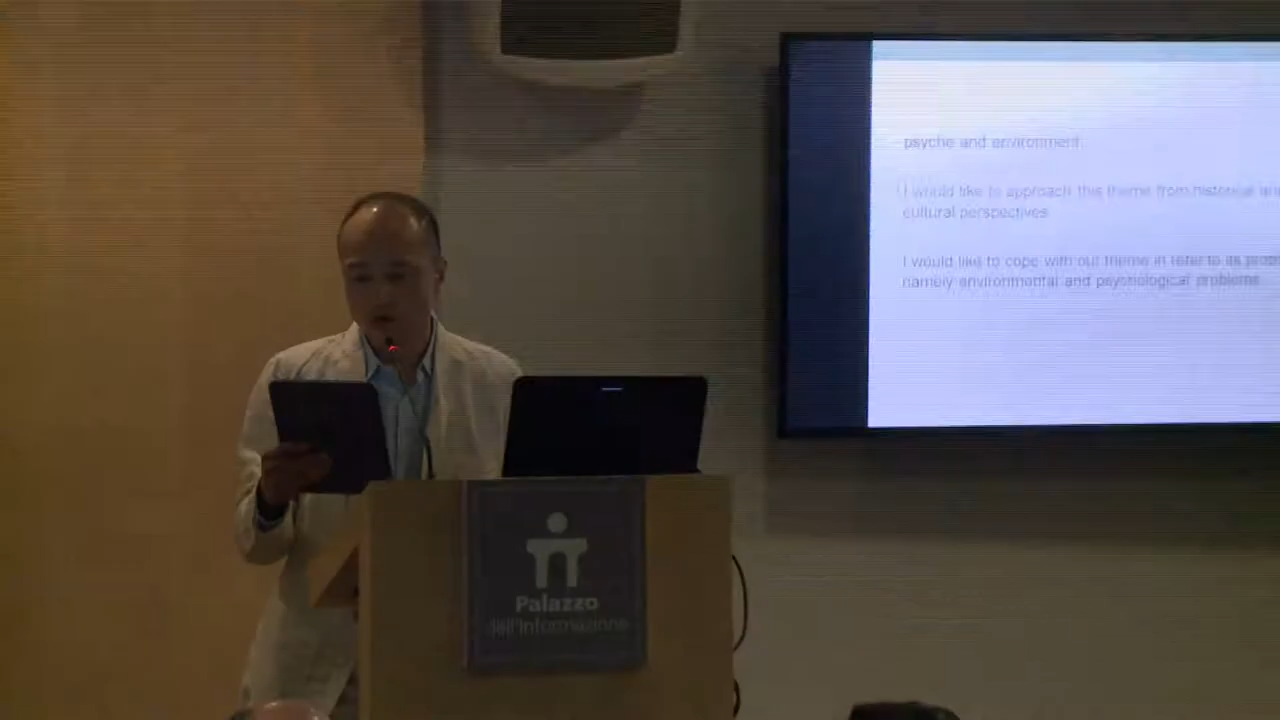 psyche and environment.
I would like to approach this theme from historical
cultural perspectives
I would like to cope with our theme in refer to its
namely environmental and psychological problems
Palazzo
dell'Informazione